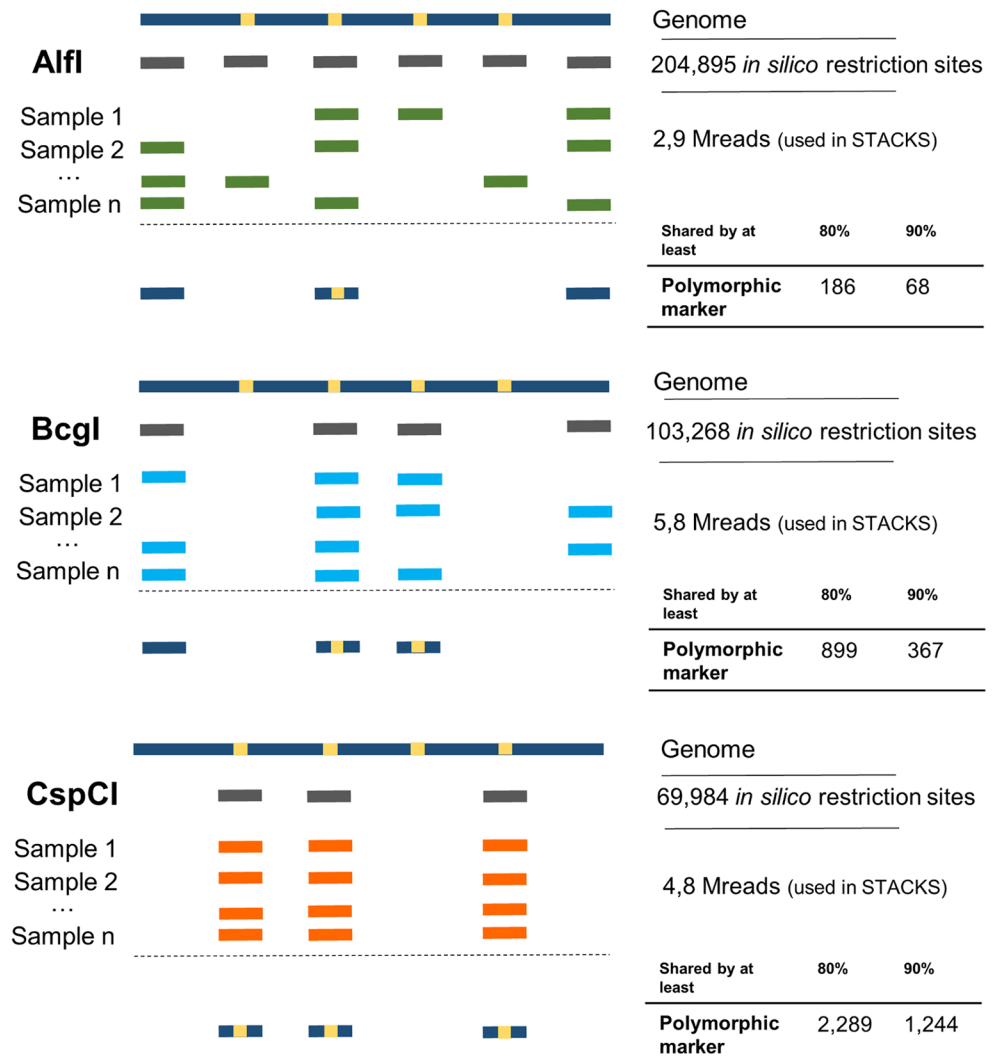 Genome
AlfI
204,895 in silico restriction sites
Sample 1
2,9 Mreads (used in STACKS)
Sample 2
...
Sample n
Shared by at least 80% 90%
Polymorphic marker 186 68
Genome
BcgI
103,268 in silico restriction sites
Sample 1
Sample 2
5,8 Mreads (used in STACKS)
...
Sample n
Shared by at least 80% 90%
Polymorphic marker 899 367
Genome
CspCI
69,984 in silico restriction sites
Sample 1
Sample 2
4,8 Mreads (used in STACKS)
...
Sample n
Shared by at least 80% 90%
Polymorphic marker 2,289 1,244